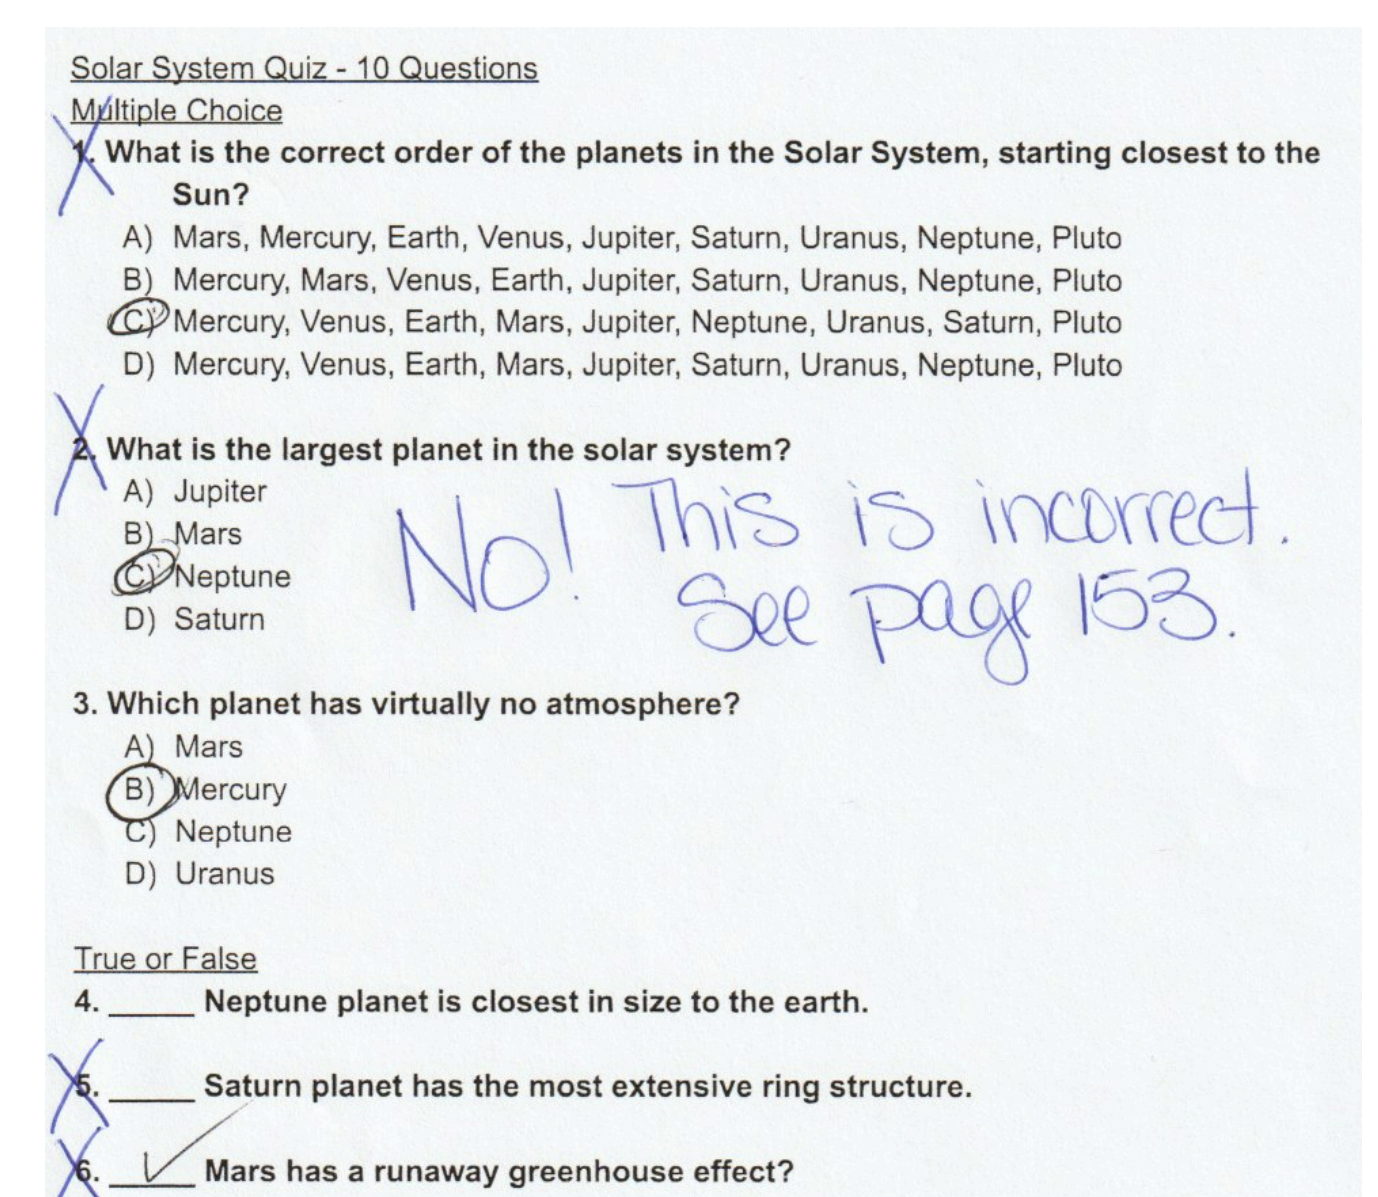 Solar System Quiz - 10 Questions
Multiple Choice
1. What is the correct order of the planets in the Solar System, starting closest to the
Sun?
A) Mars, Mercury, Earth, Venus, Jupiter, Saturn, Uranus, Neptune, Pluto
B) Mercury, Mars, Venus, Earth, Jupiter, Saturn, Uranus, Neptune, Pluto
C) Mercury, Venus, Earth, Mars, Jupiter, Neptune, Uranus, Saturn, Pluto
D) Mercury, Venus, Earth, Mars, Jupiter, Saturn, Uranus, Neptune, Pluto
2. What is the largest planet in the solar system?
A) Jupiter
B) Mars
C) Neptune
D) Saturn
No! This is incorrect.
See page 153.
3. Which planet has virtually no atmosphere?
A) Mars
B) Mercury
C) Neptune
D) Uranus
True or False
4. _____ Neptune planet is closest in size to the earth.
5. _____ Saturn planet has the most extensive ring structure.
6. __✓__ Mars has a runaway greenhouse effect?